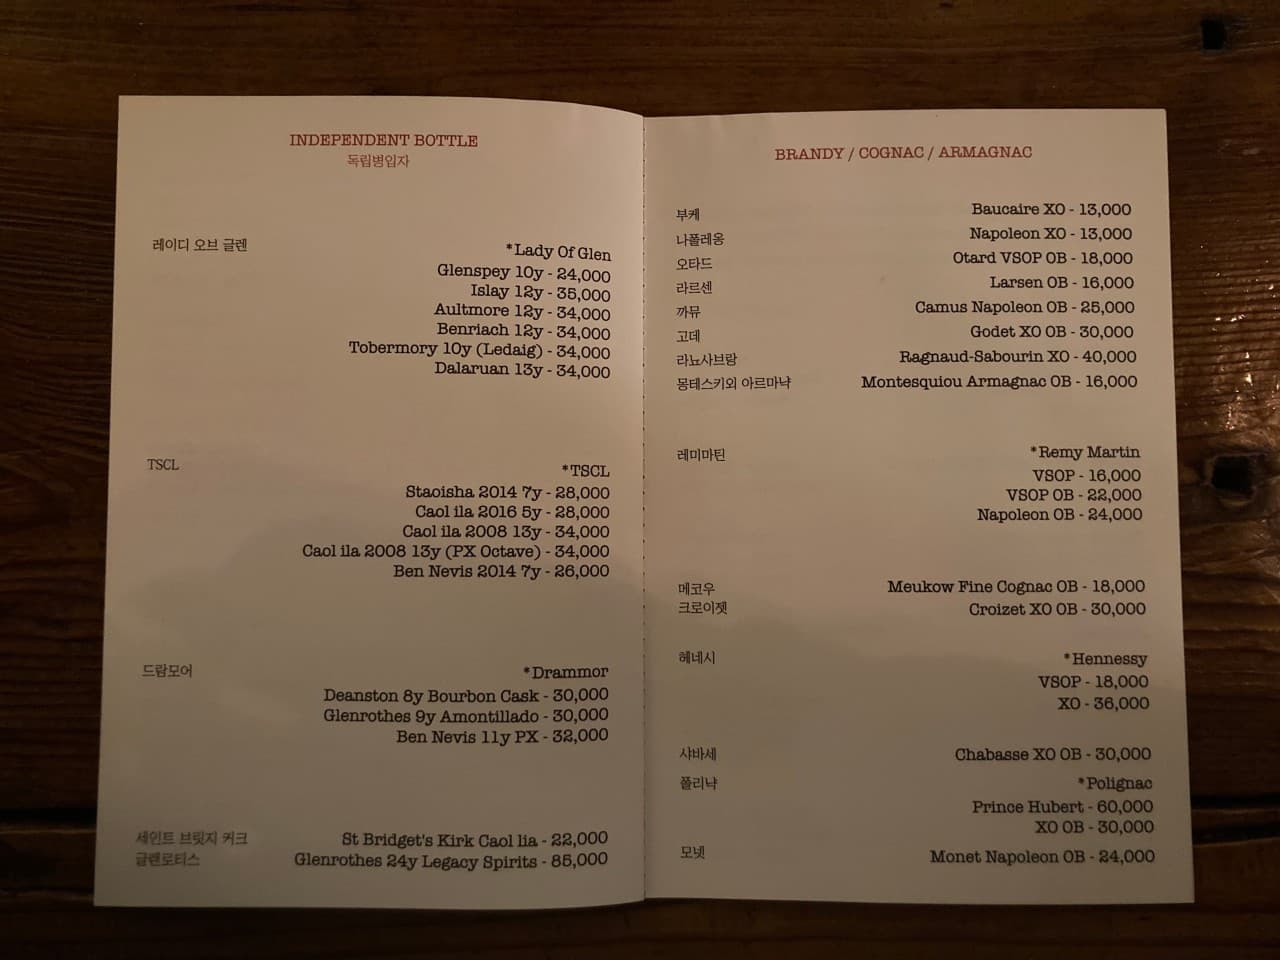 INDEPENDENT BOTTLE
독립병입자
레이디 오브 글렌 *Lady Of Glen
Glenspey 10y - 24,000
Islay 12y - 35,000
Aultmore 12y - 34,000
Benriach 12y - 34,000
Tobermory 10y (Ledaig) - 34,000
Dalaruan 13y - 34,000
TSCL *TSCL
Staoisha 2014 7y - 28,000
Caol ila 2016 5y - 28,000
Caol ila 2008 13y - 34,000
Caol ila 2008 13y (PX Octave) - 34,000
Ben Nevis 2014 7y - 26,000
드람모어 *Drammor
Deanston 8y Bourbon Cask - 30,000
Glenrothes 9y Amontillado - 30,000
Ben Nevis 11y PX - 32,000
세인트 브릿지 커크 St Bridget's Kirk Caol lia - 22,000
글렌로티스 Glenrothes 24y Legacy Spirits - 85,000
BRANDY / COGNAC / ARMAGNAC
부케 Baucaire XO - 13,000
나폴레옹 Napoleon XO - 13,000
오타드 Otard VSOP OB - 18,000
라르센 Larsen OB - 16,000
까뮤 Camus Napoleon OB - 25,000
고데 Godet XO OB - 30,000
라뇨사브랑 Ragnaud-Sabourin XO - 40,000
몽테스키외 아르마냑 Montesquiou Armagnac OB - 16,000
레미마틴 *Remy Martin
VSOP - 16,000
VSOP OB - 22,000
Napoleon OB - 24,000
메코우 Meukow Fine Cognac OB - 18,000
크로이젯 Croizet XO OB - 30,000
헤네시 *Hennessy
VSOP - 18,000
XO - 36,000
샤바세 Chabasse XO OB - 30,000
폴리냑 *Polignac
Prince Hubert - 60,000
XO OB - 30,000
모넷 Monet Napoleon OB - 24,000